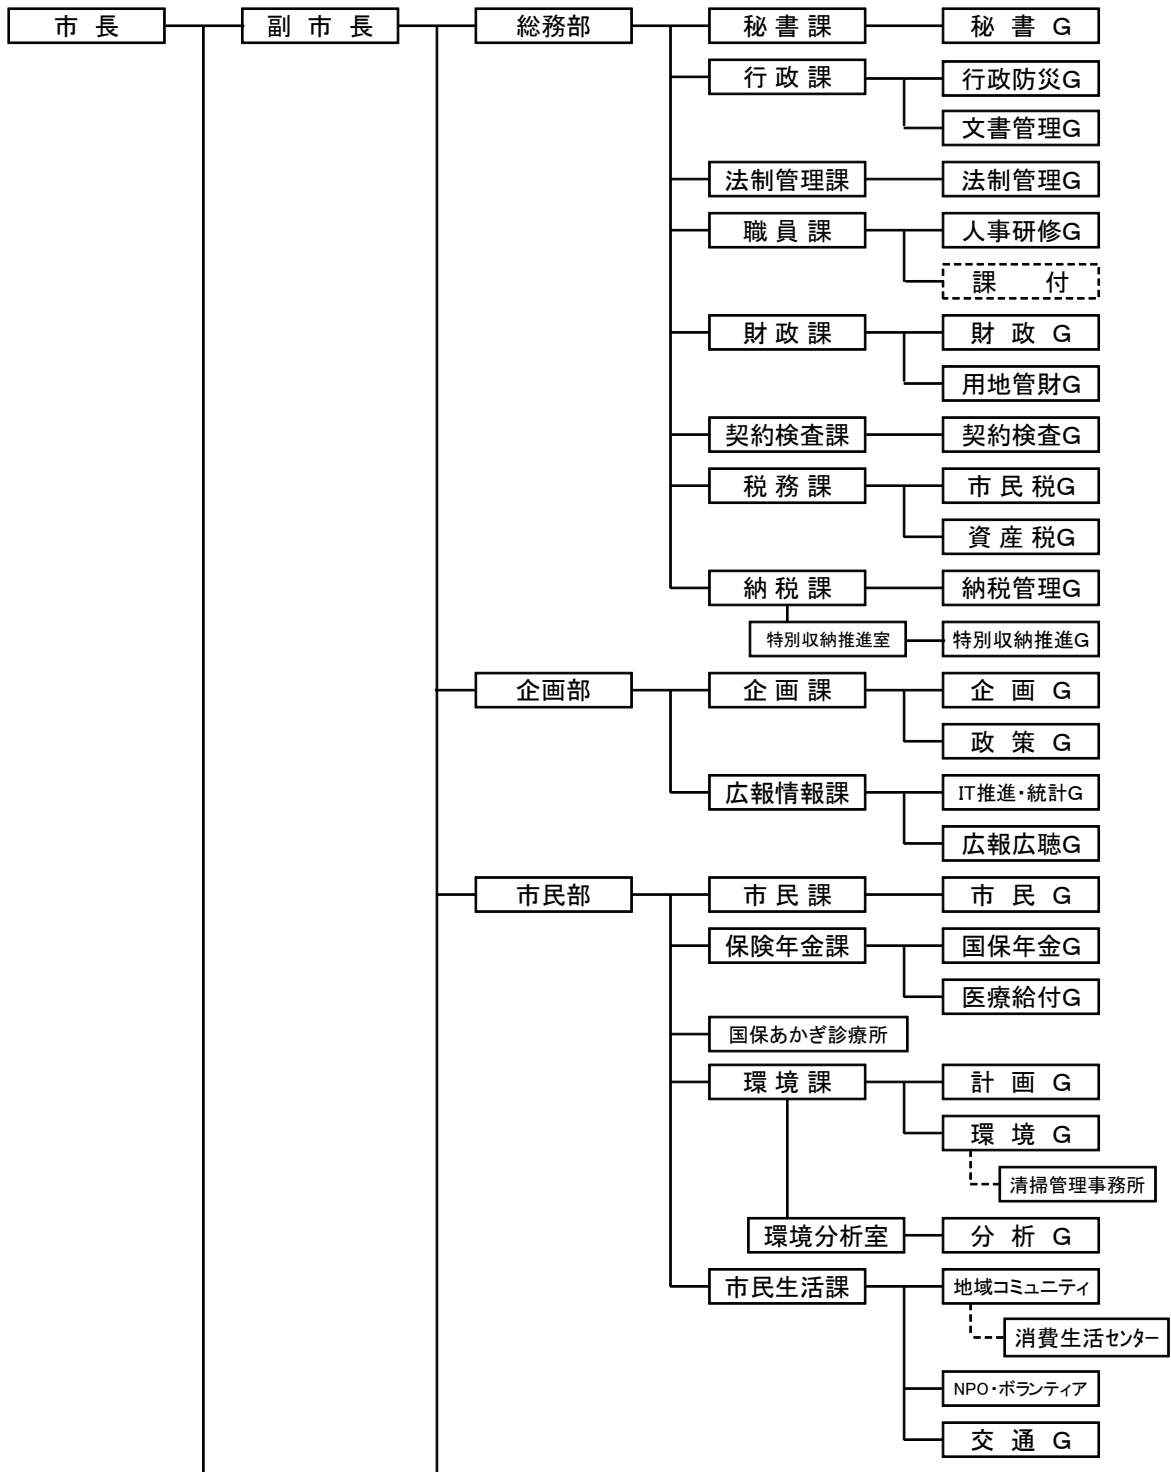 市 長 副 市 長 総務部 秘 書 課 秘 書 G
行 政 課 行政防災G
文書管理G
法制管理課 法制管理G
職 員 課 人事研修G
課 付
財 政 課 財 政 G
用地管財G
契約検査課 契約検査G
税 務 課 市 民 税G
資 産 税G
納 税 課 納税管理G
特別収納推進室 特別収納推進G
企画部 企 画 課 企 画 G
政 策 G
広報情報課 IT推進・統計G
広報広聴G
市民部 市 民 課 市 民 G
保険年金課 国保年金G
医療給付G
国保あかぎ診療所
環 境 課 計 画 G
環 境 G
清掃管理事務所
環境分析室 分 析 G
市民生活課 地域コミュニティ
消費生活センター
NPO・ボランティア
交 通 G